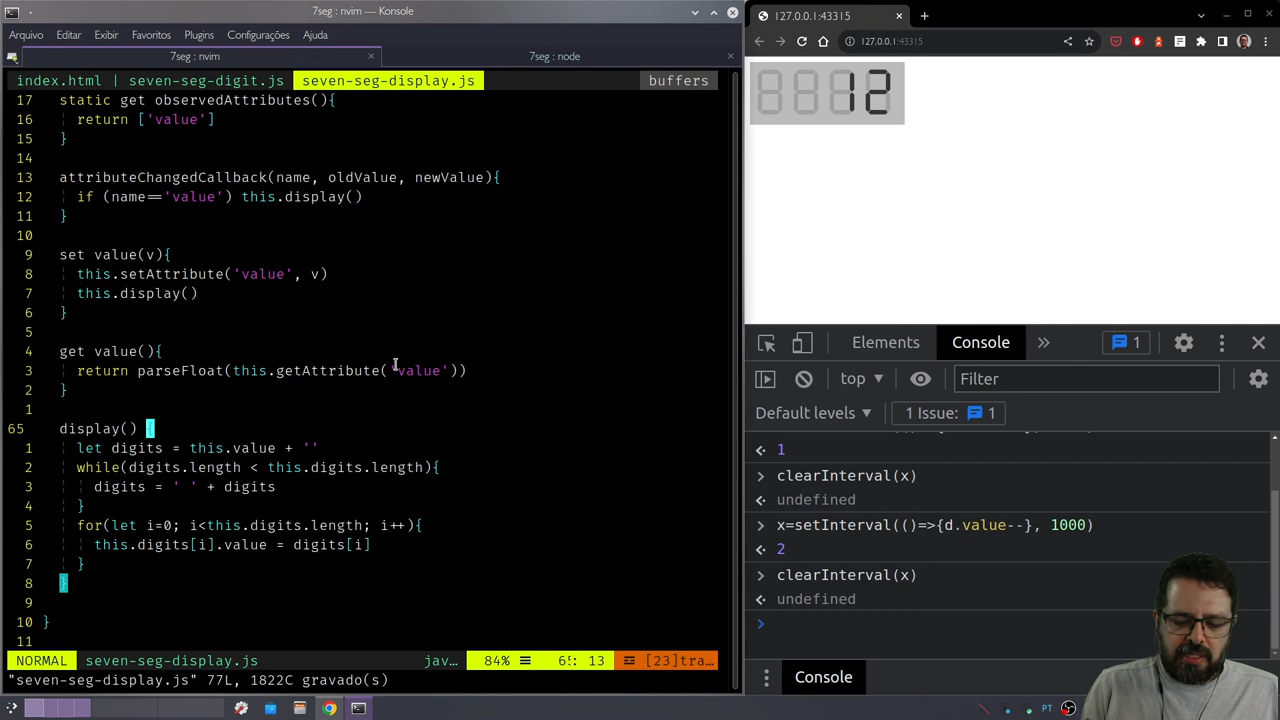 7seg : nvim — Konsole
Arquivo Editar Exibir Favoritos Plugins Configurações Ajuda
7seg : nvim
7seg : node
index.html | seven-seg-digit.js seven-seg-display.js buffers
17 static get observedAttributes(){
16 return ['value']
15 }
14
13 attributeChangedCallback(name, oldValue, newValue){
12 if (name=='value') this.display()
11 }
10
9 set value(v){
8 this.setAttribute('value', v)
7 this.display()
6 }
5
4 get value(){
3 return parseFloat(this.getAttribute('value'))
2 }
1
65 display() {
1 let digits = this.value + ''
2 while(digits.length < this.digits.length){
3 digits = ' ' + digits
4 }
5 for(let i=0; i<this.digits.length; i++){
6 this.digits[i].value = digits[i]
7 }
8 }
9
10 }
11
NORMAL seven-seg-display.js jav… 84% 65: 13 [23]tra…
"seven-seg-display.js" 77L, 1822C gravado(s)
127.0.0.1:43315
127.0.0.1:43315
12
Elements Console 1
top Filter
Default levels 1 Issue: 1
1
clearInterval(x)
undefined
x=setInterval(()=>{d.value--}, 1000)
2
clearInterval(x)
undefined
Console
PT